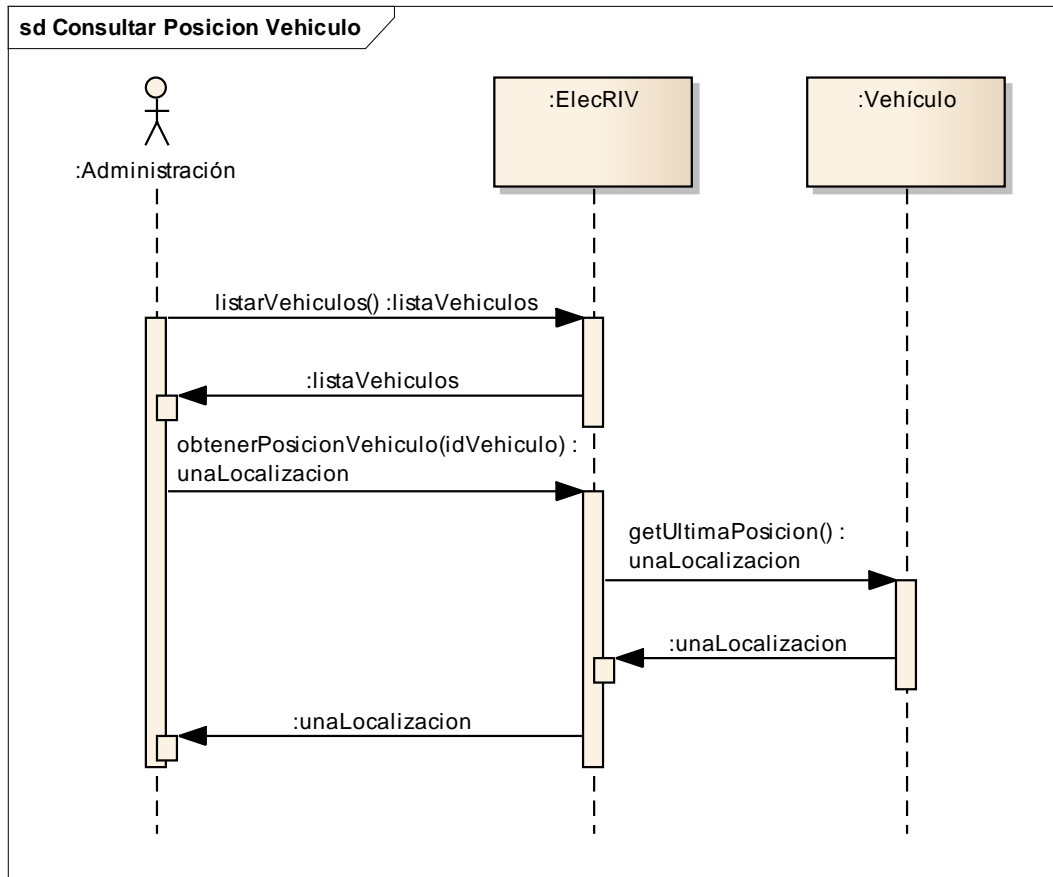 sd Consultar Posicion Vehiculo
:Administración
:ElecRIV
:Vehículo
listarVehiculos() :listaVehiculos
:listaVehiculos
obtenerPosicionVehiculo(idVehiculo) :
unaLocalizacion
getUltimaPosicion() :
unaLocalizacion
:unaLocalizacion
:unaLocalizacion